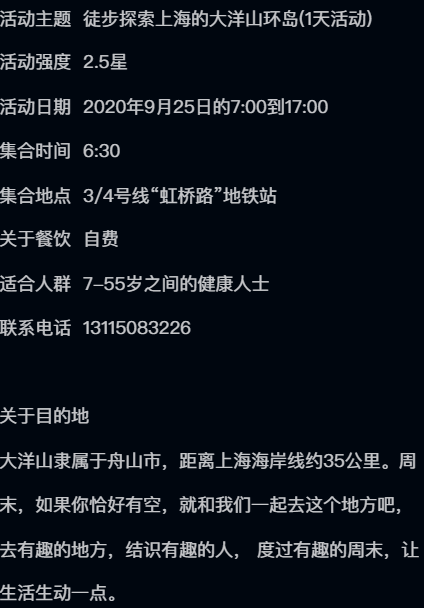 活动主题 徒步探索上海的大洋山环岛(1天活动)
活动强度 2.5星
活动日期 2020年9月25日的7:00到17:00
集合时间 6:30
集合地点 3/4号线“虹桥路”地铁站
关于餐饮 自费
适合人群 7–55岁之间的健康人士
联系电话 13115083226
关于目的地
大洋山隶属于舟山市，距离上海海岸线约35公里。周
末，如果你恰好有空，就和我们一起去这个地方吧，
去有趣的地方，结识有趣的人， 度过有趣的周末，让
生活生动一点。